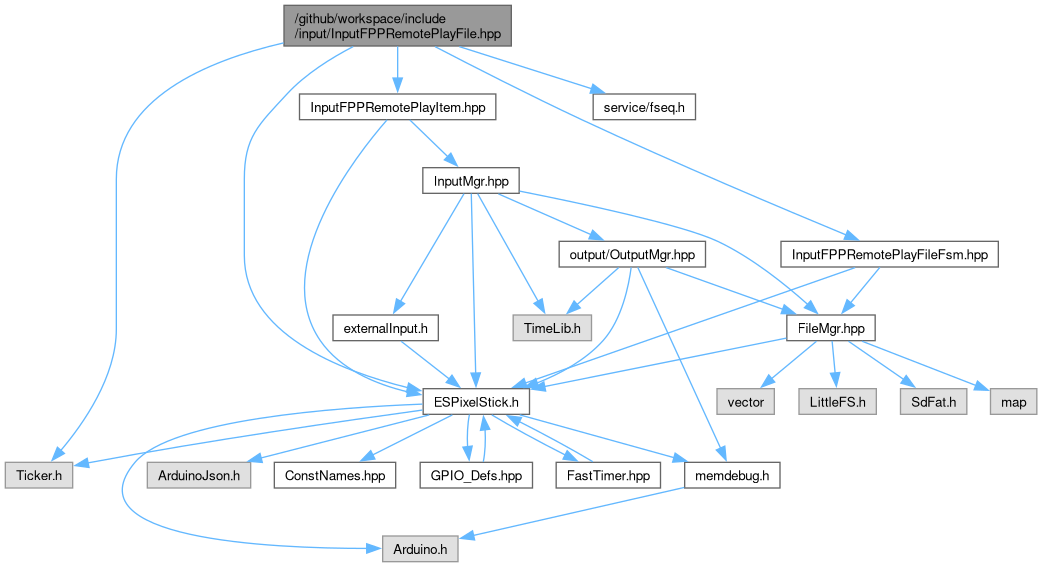 /github/workspace/include
/input/InputFPPRemotePlayFile.hpp
InputFPPRemotePlayItem.hpp
service/fseq.h
InputMgr.hpp
output/OutputMgr.hpp
InputFPPRemotePlayFileFsm.hpp
externalInput.h
TimeLib.h
FileMgr.hpp
ESPixelStick.h
vector
LittleFS.h
SdFat.h
map
Ticker.h
ArduinoJson.h
ConstNames.hpp
GPIO_Defs.hpp
FastTimer.hpp
memdebug.h
Arduino.h